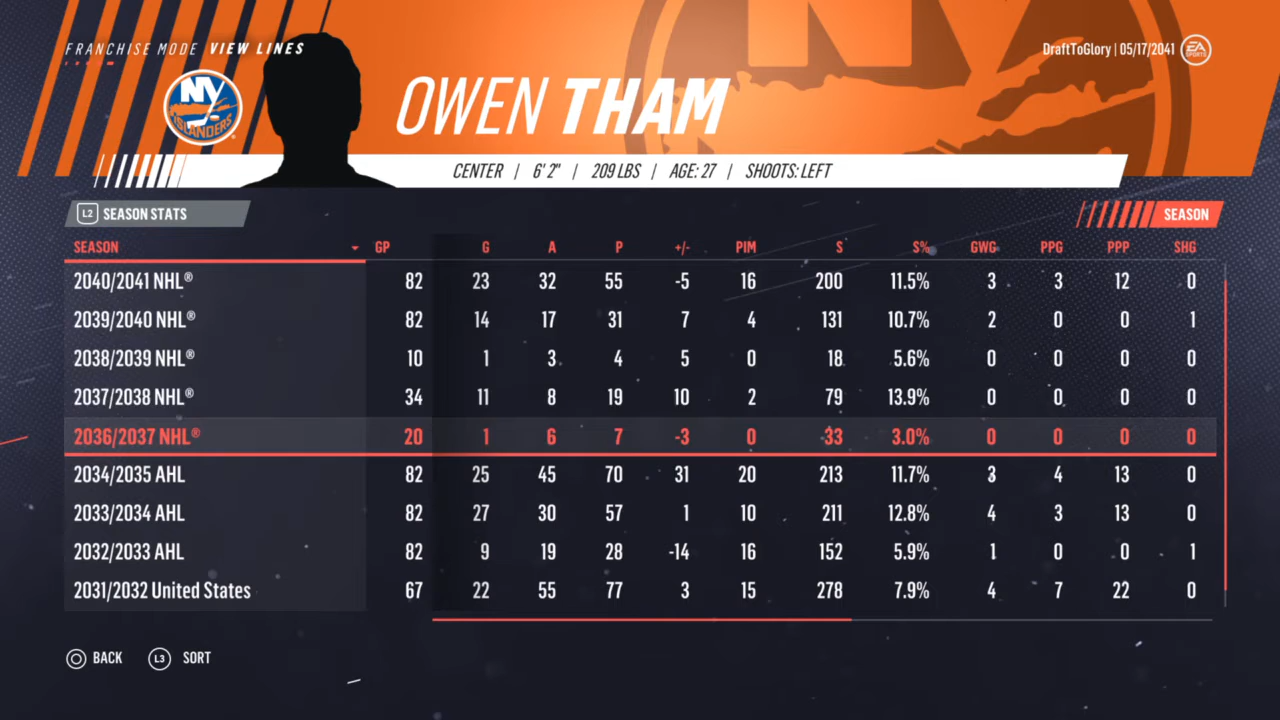 FRANCHISE MODE VIEW LINES
DraftToGlory | 05/17/2041 EA SPORTS
NY ISLANDERS
NY
OWEN THAM
CENTER | 6' 2" | 209 LBS | AGE: 27 | SHOOTS: LEFT
L2 SEASON STATS
SEASON
SEASON GP G A P +/- PIM S S% GWG PPG PPP SHG
2040/2041 NHL® 82 23 32 55 -5 16 200 11.5% 3 3 12 0
2039/2040 NHL® 82 14 17 31 7 4 131 10.7% 2 0 0 1
2038/2039 NHL® 10 1 3 4 5 0 18 5.6% 0 0 0 0
2037/2038 NHL® 34 11 8 19 10 2 79 13.9% 0 0 0 0
2036/2037 NHL® 20 1 6 7 -3 0 33 3.0% 0 0 0 0
2034/2035 AHL 82 25 45 70 31 20 213 11.7% 3 4 13 0
2033/2034 AHL 82 27 30 57 1 10 211 12.8% 4 3 13 0
2032/2033 AHL 82 9 19 28 -14 16 152 5.9% 1 0 0 1
2031/2032 United States 67 22 55 77 3 15 278 7.9% 4 7 22 0
BACK L3 SORT